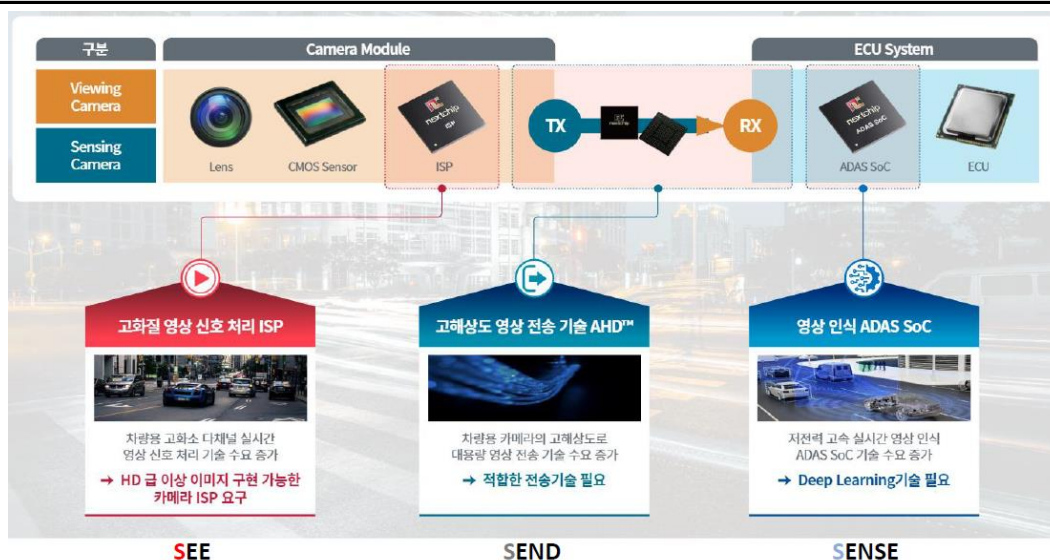 구분
Camera Module
ECU System
Viewing
Camera
Sensing
Camera
nextchip
ISP
TX
nextchip
RX
nextchip
ADAS SoC
Lens
CMOS Sensor
ISP
ADAS SoC
ECU
고화질 영상 신호 처리 ISP
차량용 고화소 다채널 실시간
영상 신호 처리 기술 수요 증가
→ HD 급 이상 이미지 구현 가능한
카메라 ISP 요구
고해상도 영상 전송 기술 AHD™
차량용 카메라의 고해상도로
대용량 영상 전송 기술 수요 증가
→ 적합한 전송기술 필요
영상 인식 ADAS SoC
저전력 고속 실시간 영상 인식
ADAS SoC 기술 수요 증가
→ Deep Learning기술 필요
SEE
SEND
SENSE